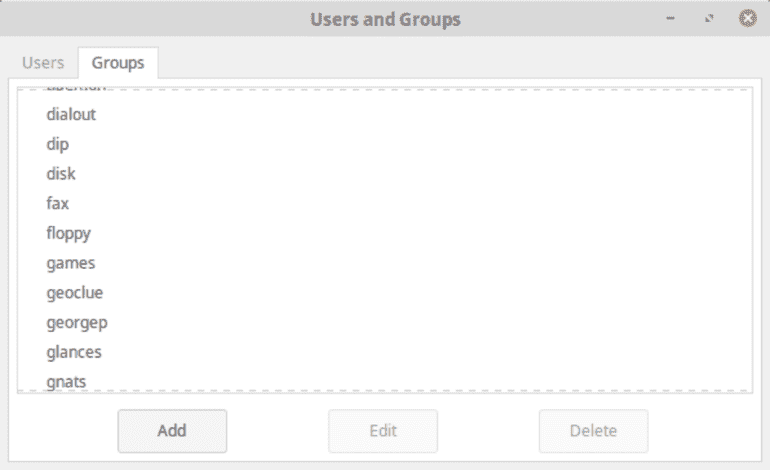 Users and Groups
Users Groups
dialout
dip
disk
fax
floppy
games
geoclue
georgep
glances
gnats
Add Edit Delete